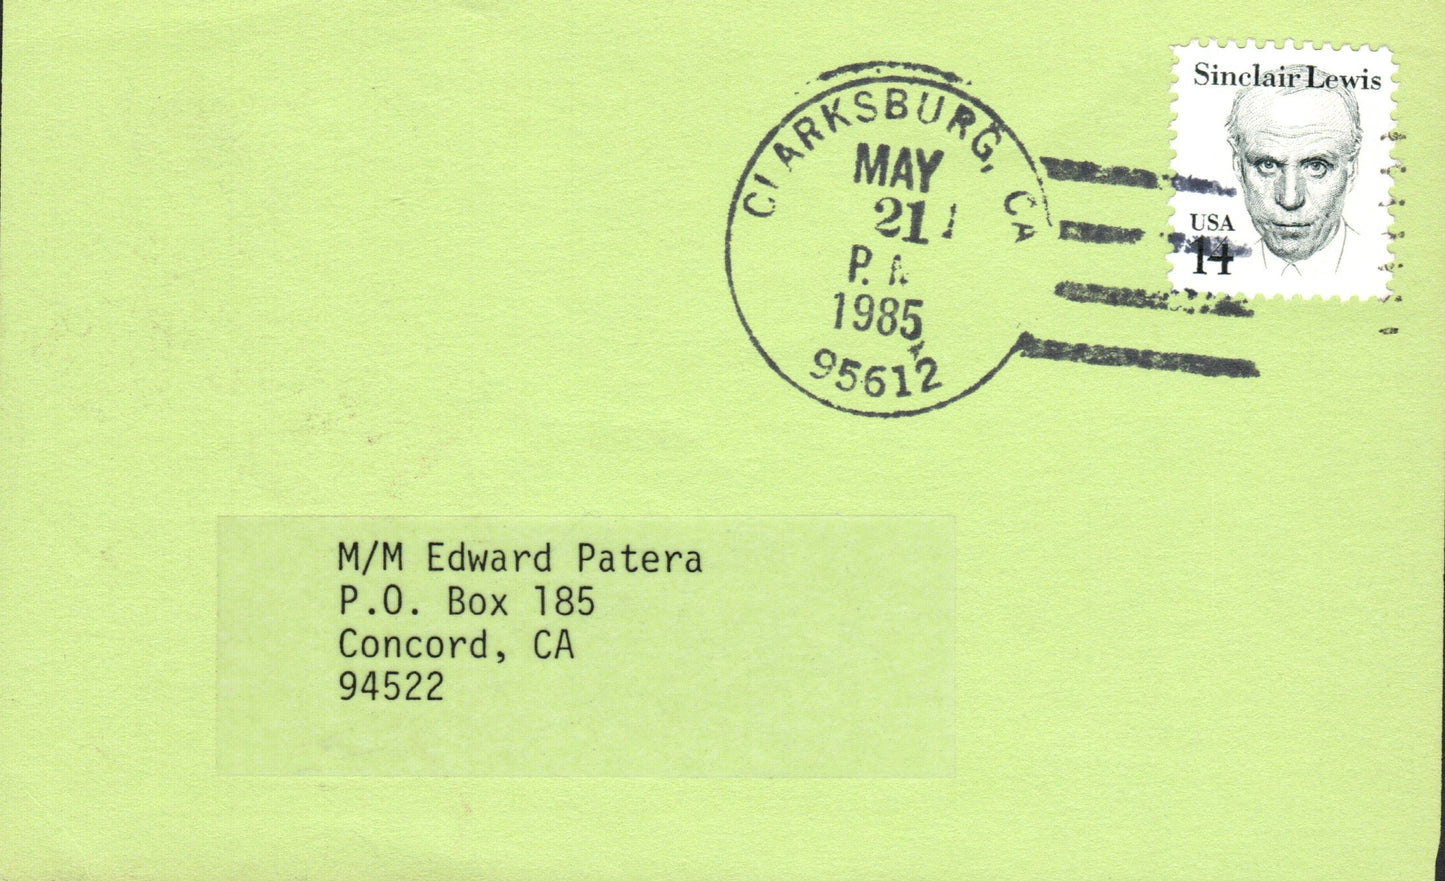 CLARKSBURG, CA
MAY
21
P.
1985
95612
Sinclair Lewis
USA
14
M/M Edward Patera
P.O. Box 185
Concord, CA
94522